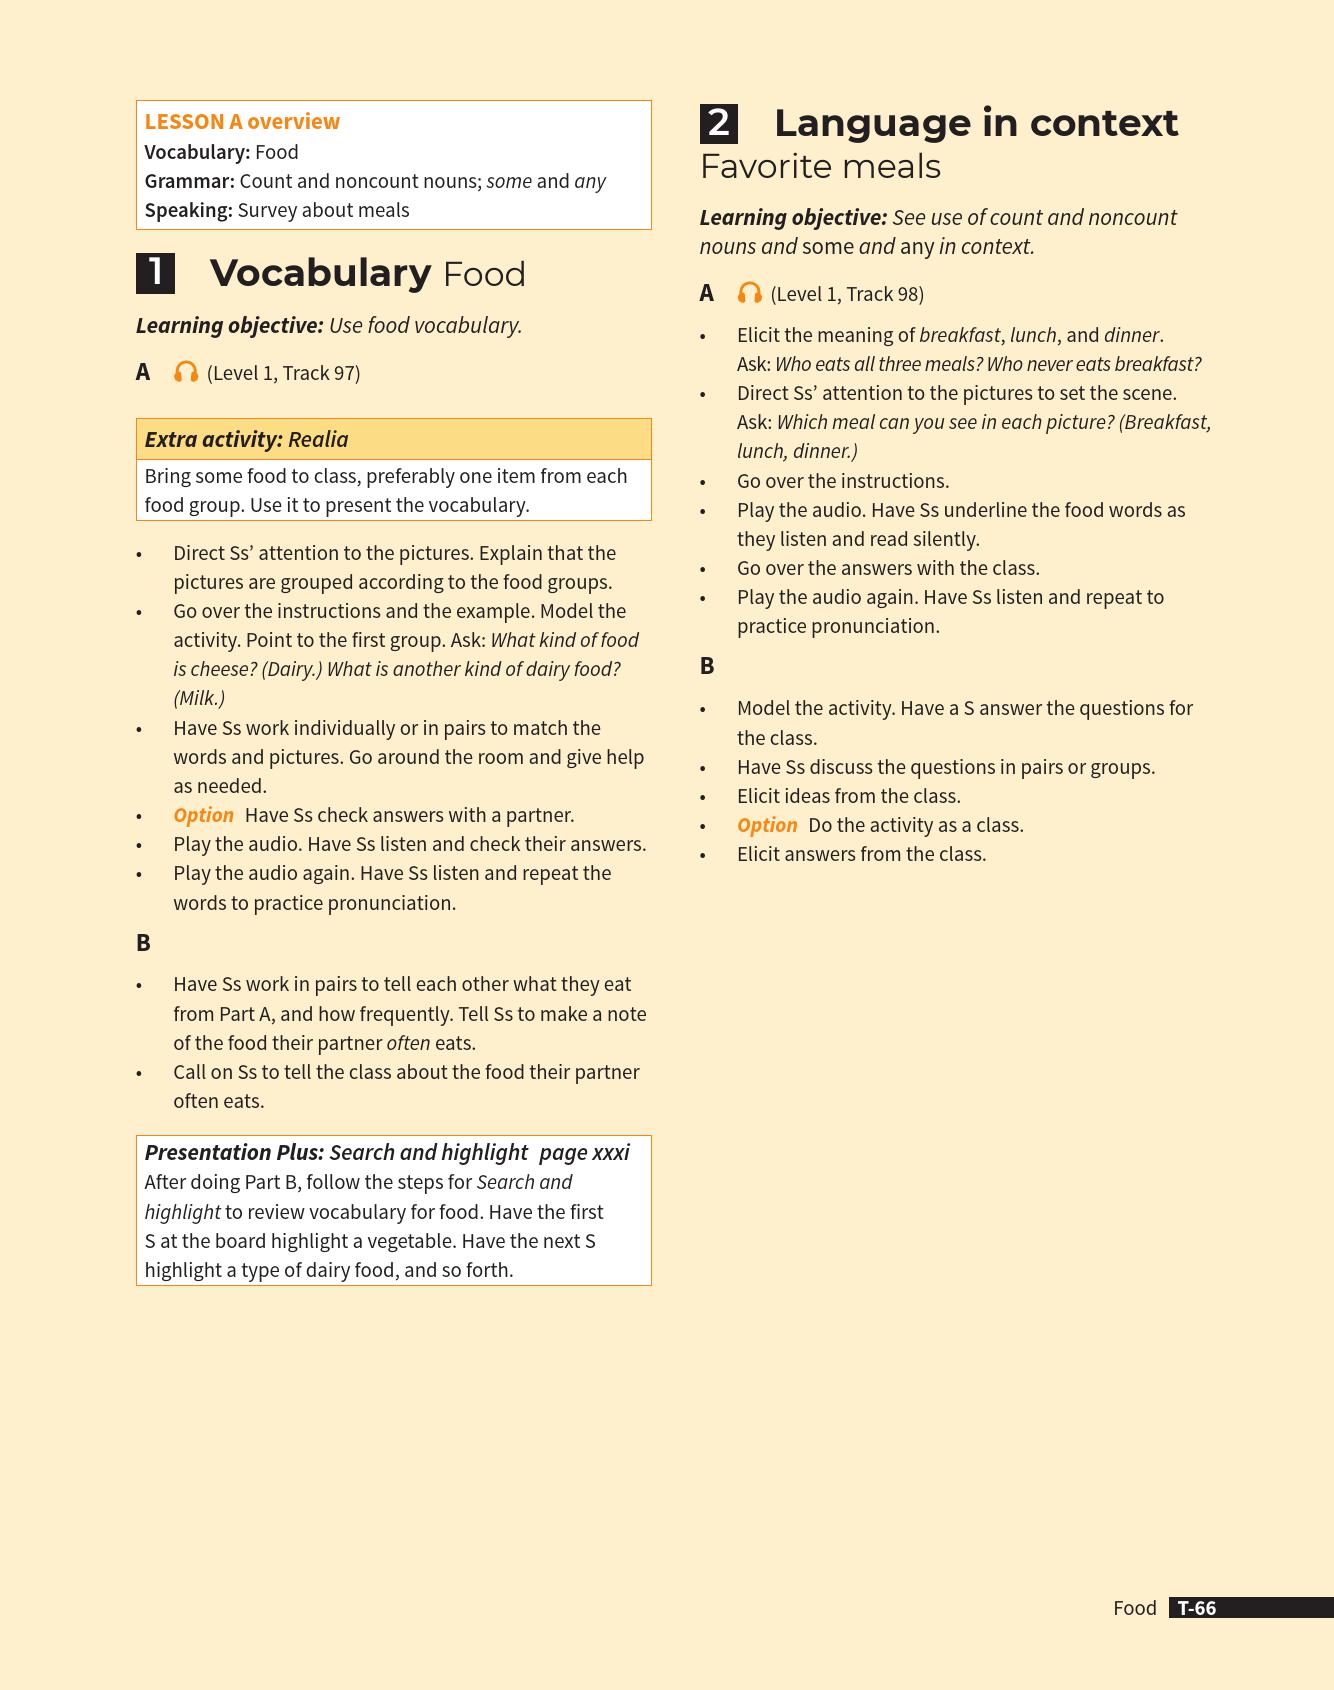 LESSON A overview
Vocabulary: Food
Grammar: Count and noncount nouns; some and any
Speaking: Survey about meals
1 Vocabulary Food
Learning objective: Use food vocabulary.
A (Level 1, Track 97)
Extra activity: Realia
Bring some food to class, preferably one item from each
food group. Use it to present the vocabulary.
• Direct Ss’ attention to the pictures. Explain that the
pictures are grouped according to the food groups.
• Go over the instructions and the example. Model the
activity. Point to the first group. Ask: What kind of food
is cheese? (Dairy.) What is another kind of dairy food?
(Milk.)
• Have Ss work individually or in pairs to match the
words and pictures. Go around the room and give help
as needed.
• Option Have Ss check answers with a partner.
• Play the audio. Have Ss listen and check their answers.
• Play the audio again. Have Ss listen and repeat the
words to practice pronunciation.
B
• Have Ss work in pairs to tell each other what they eat
from Part A, and how frequently. Tell Ss to make a note
of the food their partner often eats.
• Call on Ss to tell the class about the food their partner
often eats.
Presentation Plus: Search and highlight page xxxi
After doing Part B, follow the steps for Search and
highlight to review vocabulary for food. Have the first
S at the board highlight a vegetable. Have the next S
highlight a type of dairy food, and so forth.
2 Language in context
Favorite meals
Learning objective: See use of count and noncount
nouns and some and any in context.
A (Level 1, Track 98)
• Elicit the meaning of breakfast, lunch, and dinner.
Ask: Who eats all three meals? Who never eats breakfast?
• Direct Ss’ attention to the pictures to set the scene.
Ask: Which meal can you see in each picture? (Breakfast,
lunch, dinner.)
• Go over the instructions.
• Play the audio. Have Ss underline the food words as
they listen and read silently.
• Go over the answers with the class.
• Play the audio again. Have Ss listen and repeat to
practice pronunciation.
B
• Model the activity. Have a S answer the questions for
the class.
• Have Ss discuss the questions in pairs or groups.
• Elicit ideas from the class.
• Option Do the activity as a class.
• Elicit answers from the class.
Food T-66